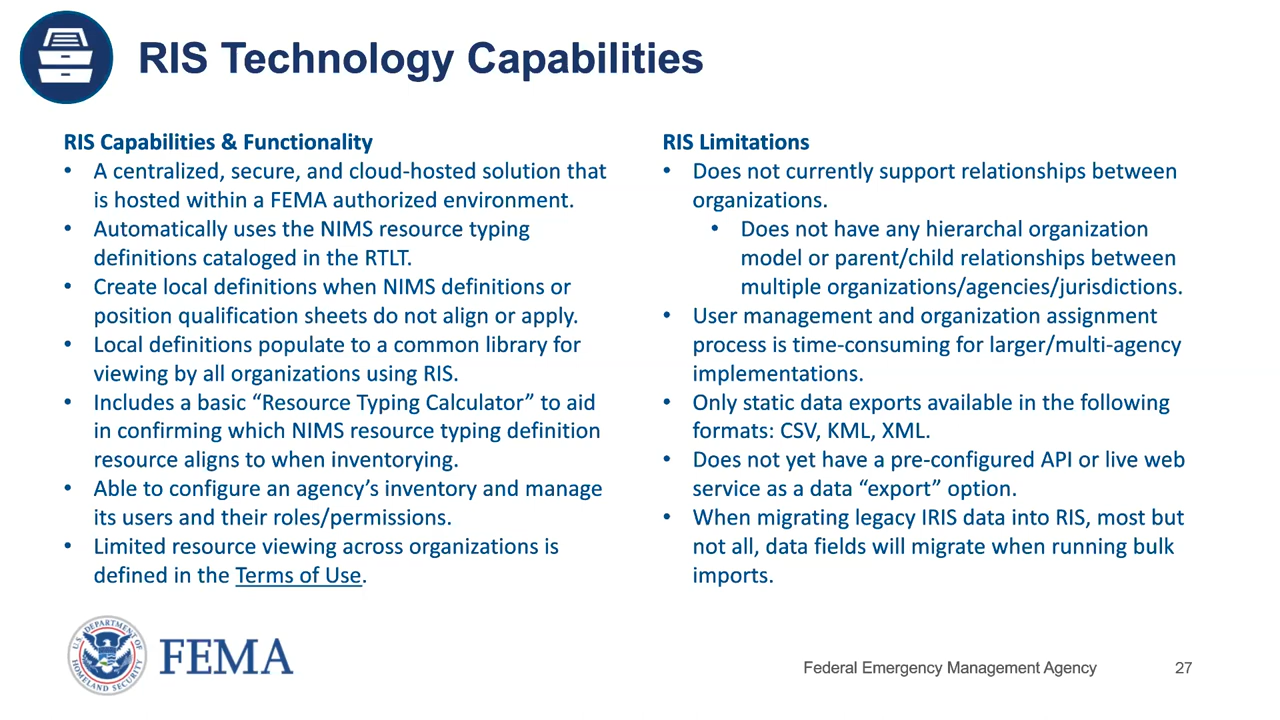 RIS Technology Capabilities
RIS Capabilities & Functionality
• A centralized, secure, and cloud-hosted solution that
is hosted within a FEMA authorized environment.
• Automatically uses the NIMS resource typing
definitions cataloged in the RTLT.
• Create local definitions when NIMS definitions or
position qualification sheets do not align or apply.
• Local definitions populate to a common library for
viewing by all organizations using RIS.
• Includes a basic “Resource Typing Calculator” to aid
in confirming which NIMS resource typing definition
resource aligns to when inventorying.
• Able to configure an agency’s inventory and manage
its users and their roles/permissions.
• Limited resource viewing across organizations is
defined in the Terms of Use.
RIS Limitations
• Does not currently support relationships between
organizations.
• Does not have any hierarchal organization
model or parent/child relationships between
multiple organizations/agencies/jurisdictions.
• User management and organization assignment
process is time-consuming for larger/multi-agency
implementations.
• Only static data exports available in the following
formats: CSV, KML, XML.
• Does not yet have a pre-configured API or live web
service as a data “export” option.
• When migrating legacy IRIS data into RIS, most but
not all, data fields will migrate when running bulk
imports.
U.S. DEPARTMENT OF
HOMELAND SECURITY
FEMA
Federal Emergency Management Agency
27